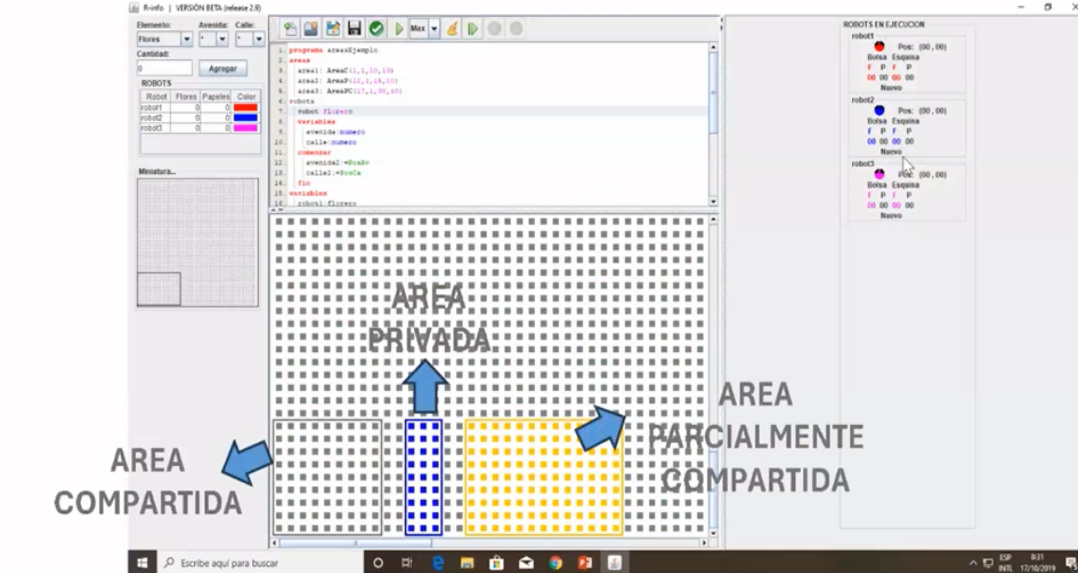 R-info | VERSIÓN BETA (release 2.9)
Elemento: Avenida: Calle:
Flores * *
Cantidad:
0 Agregar
ROBOTS
Robot Flores Papeles Color
robot1 0 0
robot2 0 0
robot3 0 0
Miniatura...
Max
1. programa areasEjemplo
2. areas
3. area1: AreaC(1,1,10,10)
4. area2: AreaP(12,1,15,10)
5. area3: AreaPC(17,1,30,10)
6. robots
7. robot florero
8. variables
9. avenida:numero
10. calle:numero
11. comenzar
12. avenida2:=PosAv
13. calle2:=PosCa
14. fin
15. variables
16. robot1:florero
ROBOTS EN EJECUCION
robot1
Pos: (00 , 00)
Bolsa Esquina
F P F P
00 00 00 00
Nuevo
robot2
Pos: (00 , 00)
Bolsa Esquina
F P F P
00 00 00 00
Nuevo
robot3
Pos: (00 , 00)
Bolsa Esquina
F P F P
00 00 00 00
Nuevo
AREA
PRIVADA
AREA
PARCIALMENTE
COMPARTIDA
AREA
COMPARTIDA
Escribe aquí para buscar
ESP
INTL
8:31
17/10/2019